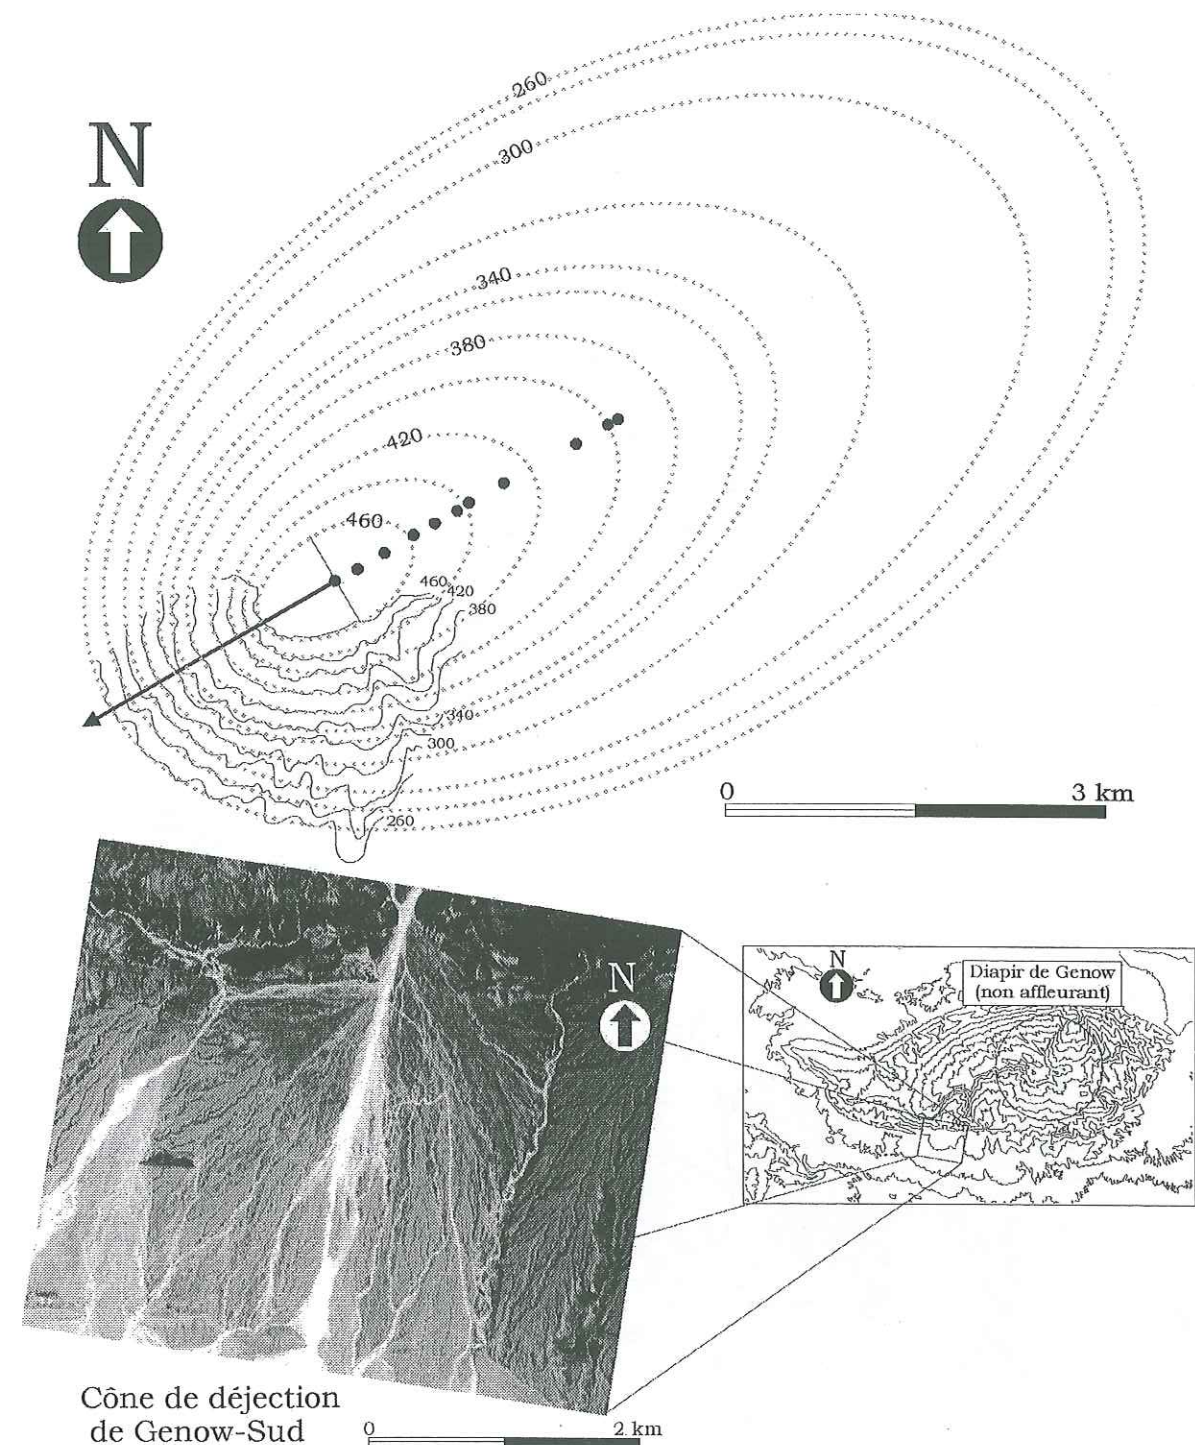 260
300
N
340
380
420
460
460
420
380
340
300
260
0 3 km
N
N
Diapir de Genow
(non affleurant)
Cône de déjection
de Genow-Sud
0 2 km